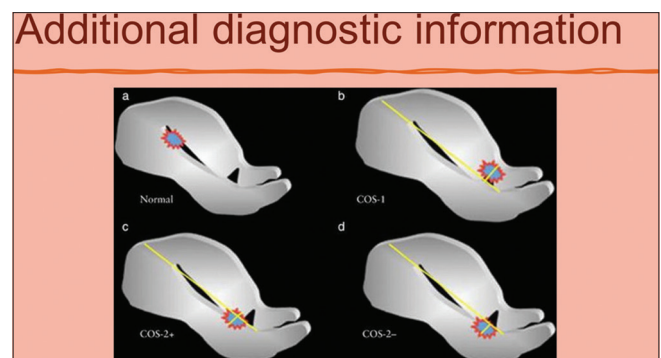 Additional diagnostic information
a
b
Normal
COS-1
c
d
COS-2+
COS-2−